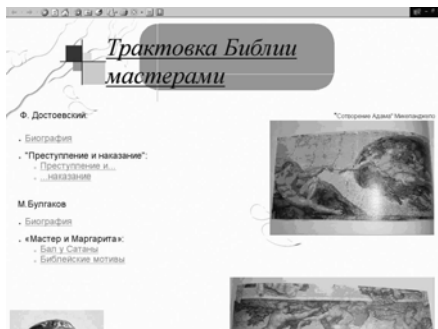 Трактовка Библии
мастерами
Ф. Достоевский:
"Сотворение Адама" Микеланджело
Биография
"Преступление и наказание":
Преступление и...
...наказание
М.Булгаков
Биография
«Мастер и Маргарита»:
Бал у Сатаны
Библейские мотивы